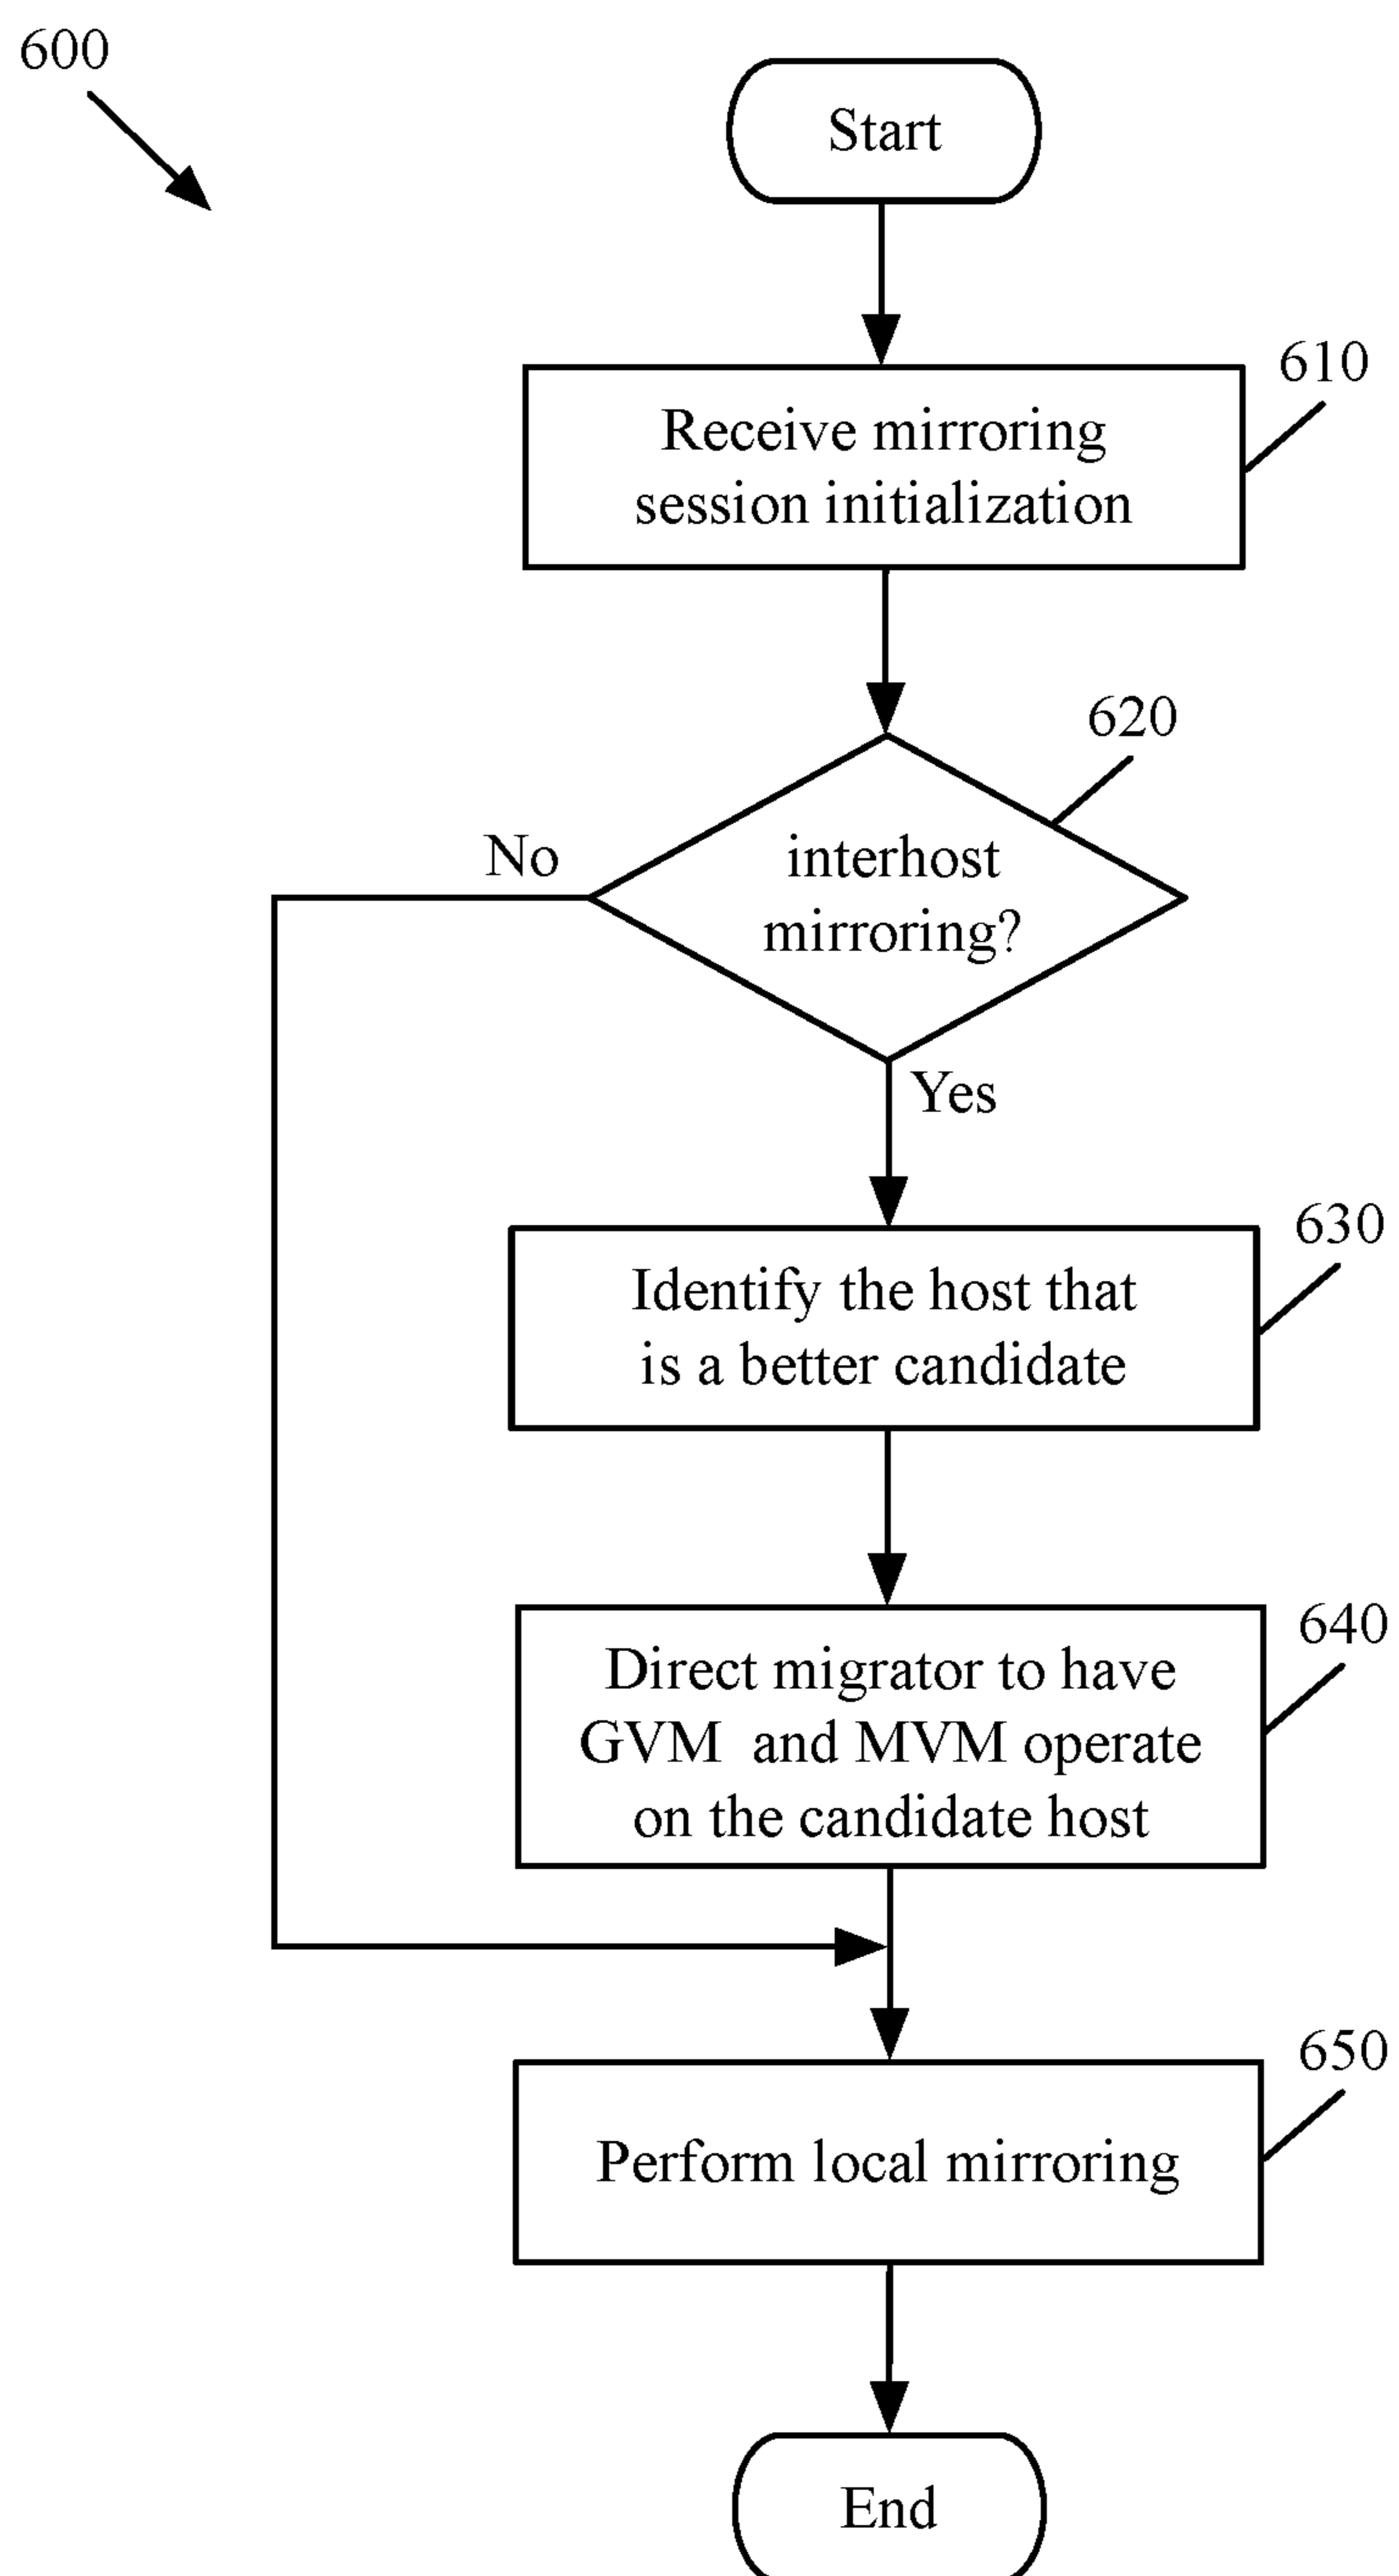 600
Start
610
Receive mirroring
session initialization
620
No
interhost
mirroring?
Yes
630
Identify the host that
is a better candidate
640
Direct migrator to have
GVM and MVM operate
on the candidate host
650
Perform local mirroring
End